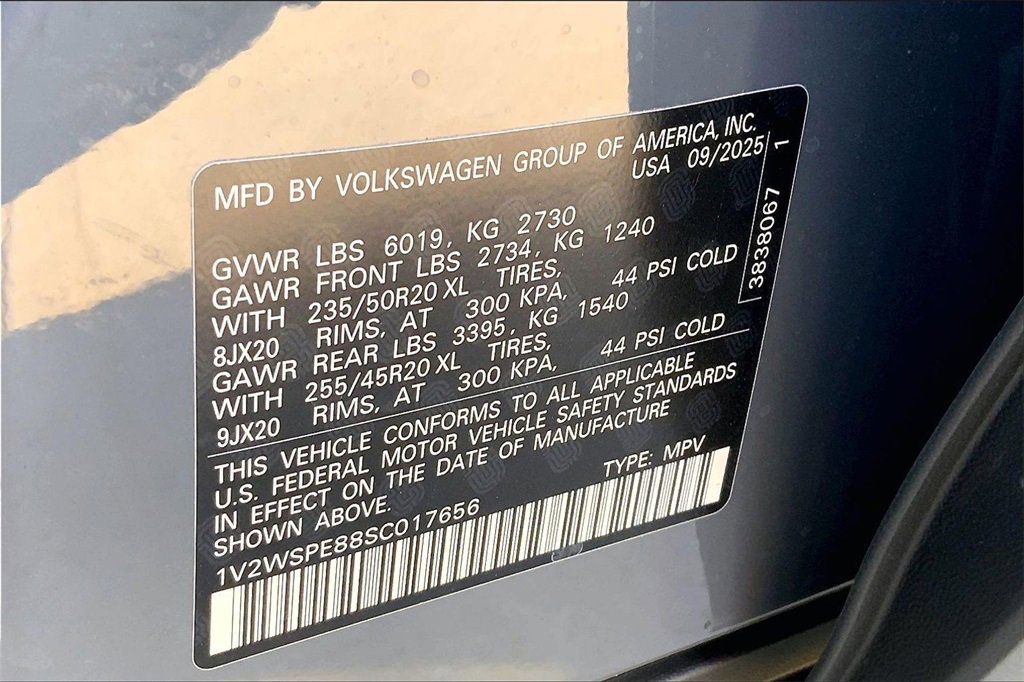 MFD BY VOLKSWAGEN GROUP OF AMERICA, INC.
USA 09/2025
GVWR LBS 6019, KG 2730
GAWR FRONT LBS 2734, KG 1240
WITH 235/50R20 XL TIRES,
8JX20 RIMS, AT 300 KPA, 44 PSI COLD
GAWR REAR LBS 3395, KG 1540
WITH 255/45R20 XL TIRES,
9JX20 RIMS, AT 300 KPA, 44 PSI COLD
THIS VEHICLE CONFORMS TO ALL APPLICABLE
U.S. FEDERAL MOTOR VEHICLE SAFETY STANDARDS
IN EFFECT ON THE DATE OF MANUFACTURE
SHOWN ABOVE.
TYPE: MPV
1V2WSPE88SC017656
3838067 1